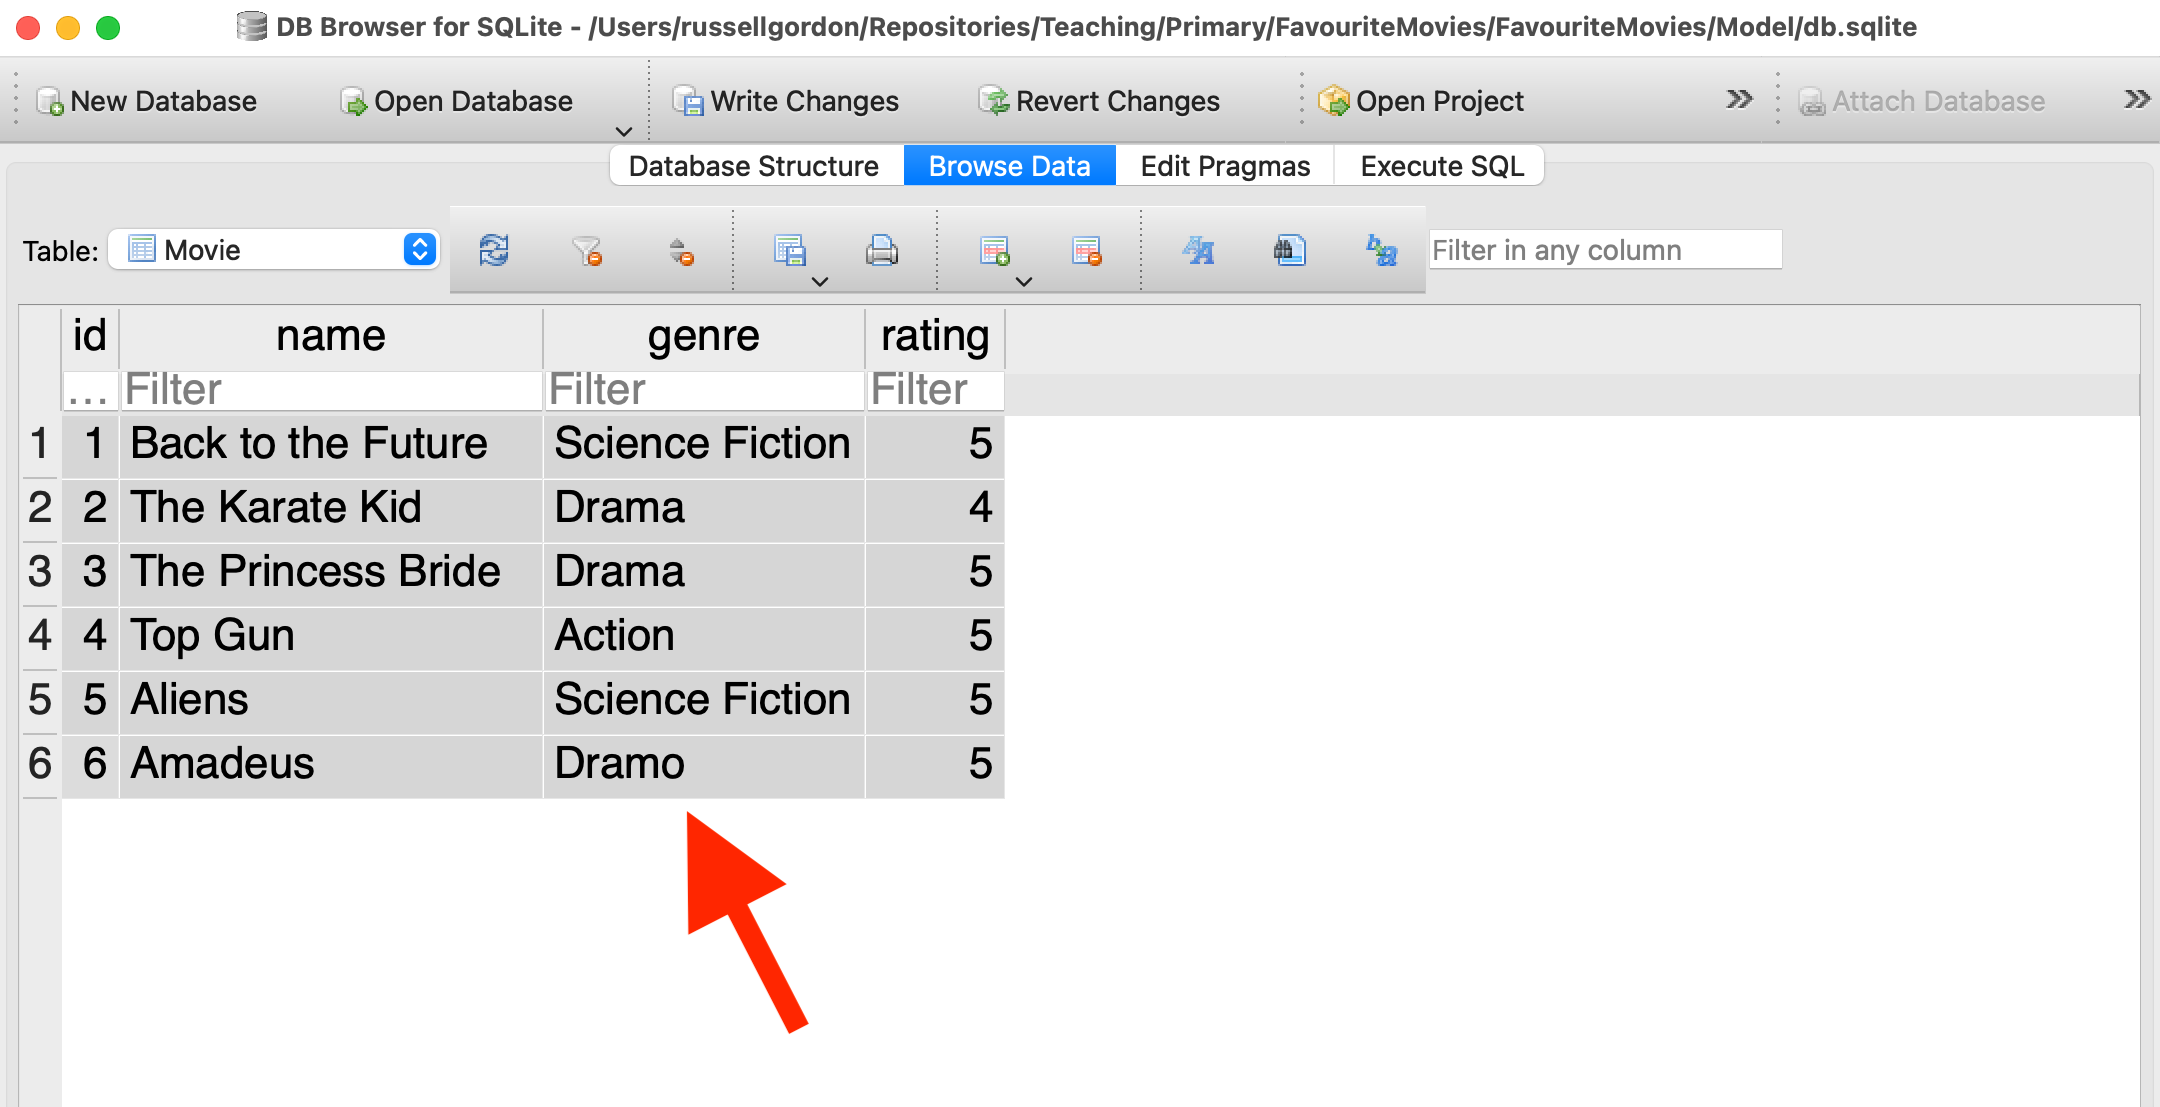 DB Browser for SQLite - /Users/russellgordon/Repositories/Teaching/Primary/FavouriteMovies/FavouriteMovies/Model/db.sqlite
New Database Open Database Write Changes Revert Changes Open Project » Attach Database »
Database Structure Browse Data Edit Pragmas Execute SQL
Table: Movie Filter in any column
id name genre rating
... Filter Filter Filter
1 1 Back to the Future Science Fiction 5
2 2 The Karate Kid Drama 4
3 3 The Princess Bride Drama 5
4 4 Top Gun Action 5
5 5 Aliens Science Fiction 5
6 6 Amadeus Dramo 5